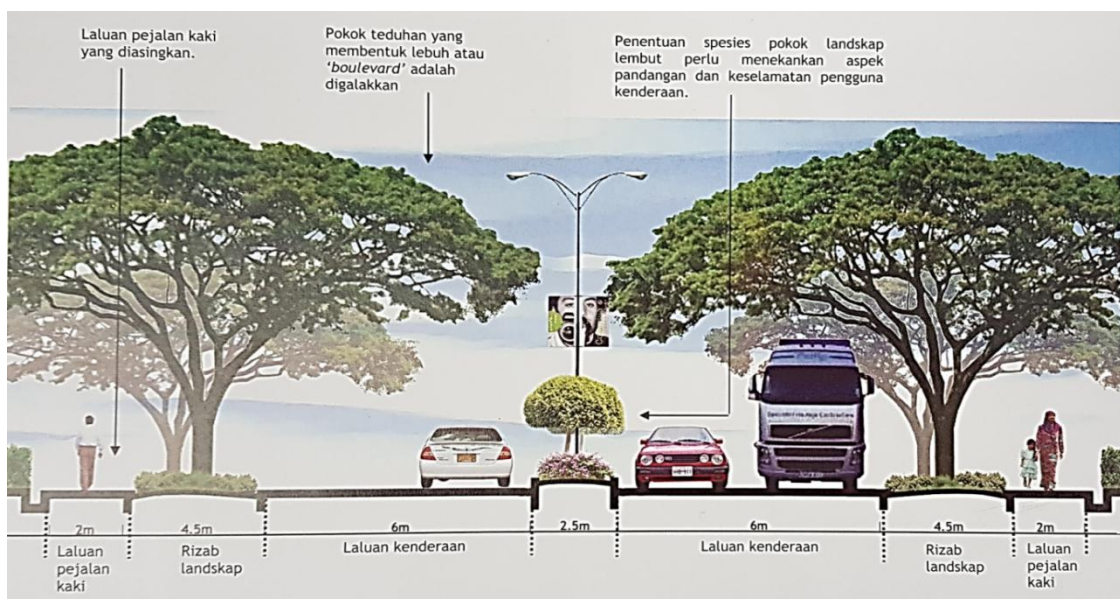 Laluan pejalan kaki
yang diasingkan.
Pokok teduhan yang
membentuk lebuh atau
'boulevard' adalah
digalakkan
Penentuan spesies pokok landskap
lembut perlu menekankan aspek
pandangan dan keselamatan pengguna
kenderaan.
2m
4.5m
6m
2.5m
6m
4.5m
2m
Laluan
pejalan
kaki
Rizab
landskap
Laluan kenderaan
Laluan kenderaan
Rizab
landskap
Laluan
pejalan
kaki